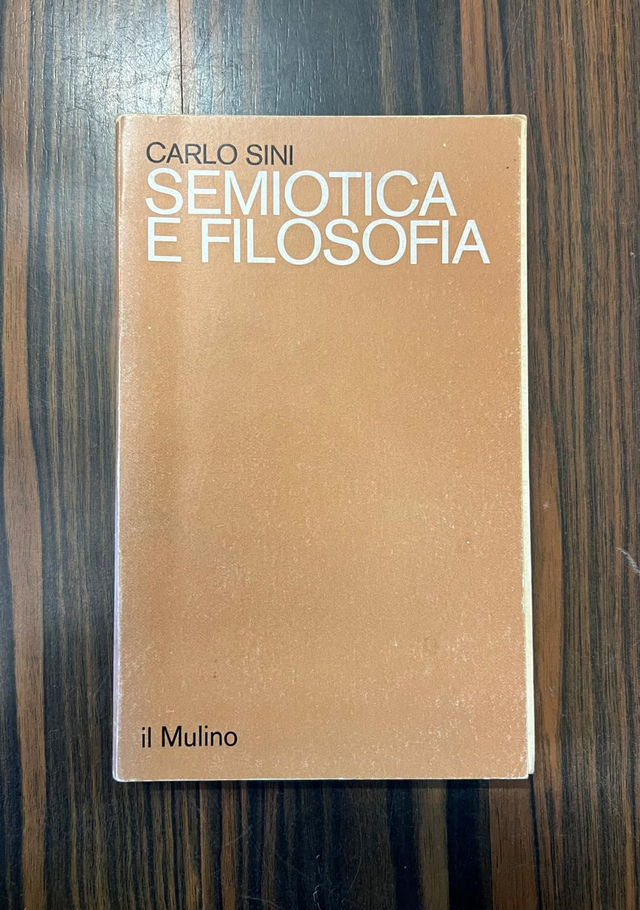 CARLO SINI
SEMIOTICA
E FILOSOFIA
il Mulino